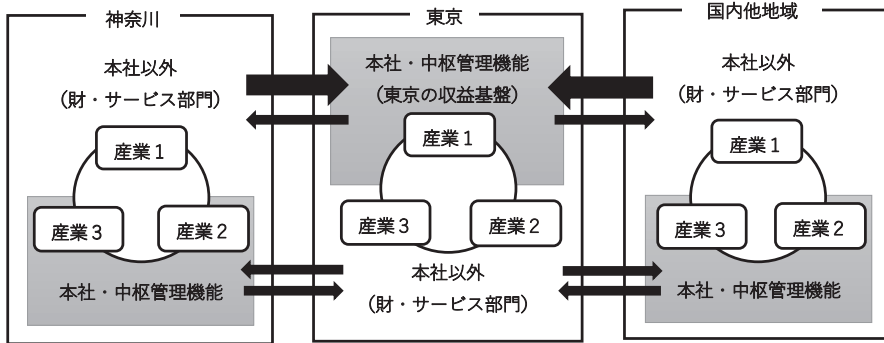 神奈川
本社以外
（財・サービス部門）
産業１
産業３
産業２
本社・中枢管理機能
東京
本社・中枢管理機能
（東京の収益基盤）
産業１
産業３
産業２
本社以外
（財・サービス部門）
国内他地域
本社以外
（財・サービス部門）
産業１
産業３
産業２
本社・中枢管理機能